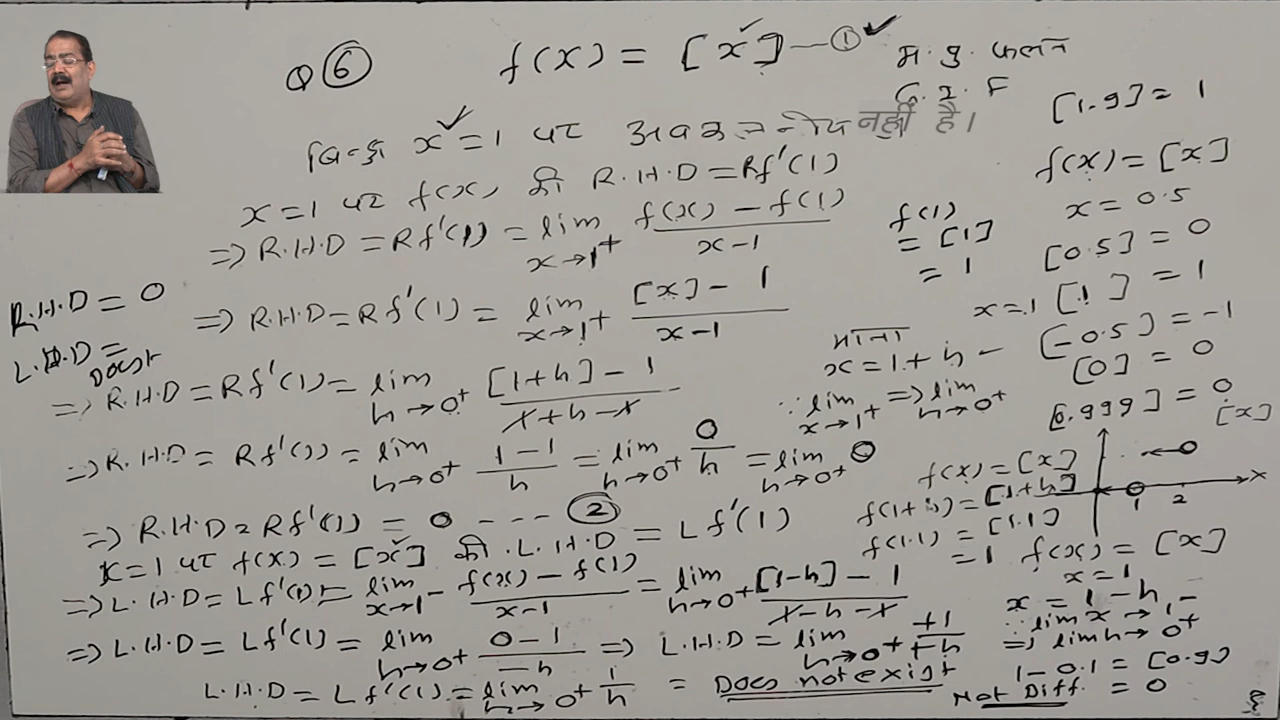 Q ⑥ f(x) = [x] — ①
म. पु. फलन
G. I. F
x = 1 पर अवकलनीय नहीं है।
[1.9] = 1
x = 1 पर f(x) की R.H.D = Rf'(1)
f(x) = [x]
⇒ R.H.D = Rf'(1) = lim x→1⁺ (f(x) - f(1))/(x-1)
f(1) = [1] = 1
x = 0.5
[0.5] = 0
R.H.D = 0
L.H.D = Does't
⇒ R.H.D = Rf'(1) = lim x→1⁺ ([x] - 1)/(x-1)
x = 1 [1] = 1
[-0.5] = -1
[0] = 0
[0.999] = 0
माना
x = 1 + h
∵ lim x→1⁺ ⇒ lim h→0⁺
⇒ R.H.D = Rf'(1) = lim h→0⁺ ([1+h] - 1)/(1+h-1)
⇒ R.H.D = Rf'(1) = lim h→0⁺ (1-1)/h = lim h→0⁺ 0/h = lim h→0⁺ 0
[x]
x
1 2
f(x) = [x]
f(1+h) = [1+h]
f(1.1) = [1.1]
= 1
⇒ R.H.D = Rf'(1) = 0 - - - ②
x = 1 पर f(x) = [x] की L.H.D = Lf'(1)
f(x) = [x]
x = 1
x = 1 - h
∵ lim x → 1⁻
⇒ lim h → 0⁺
⇒ L.H.D = Lf'(1) = lim x→1⁻ (f(x) - f(1))/(x-1) = lim h→0⁺ ([1-h] - 1)/(1-h-1)
⇒ L.H.D = Lf'(1) = lim h→0⁺ (0-1)/(-h) ⇒ L.H.D = lim h→0⁺ +1/+h
1 - 0.1 = [0.9]
= 0
L.H.D = Lf'(1) = lim h→0⁺ 1/h = Does not exist
Not Diff.